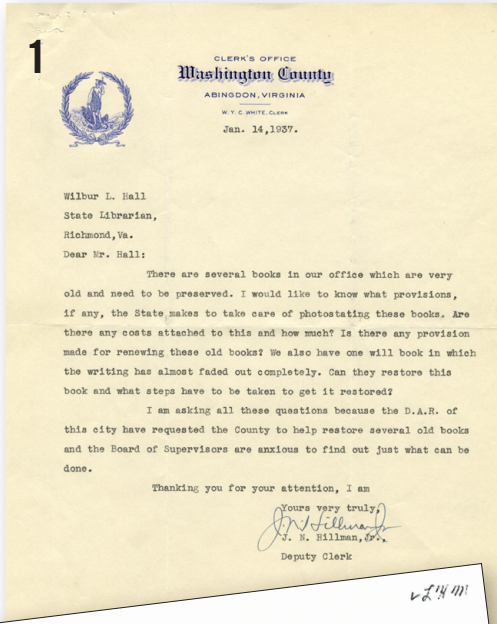 1
CLERK'S OFFICE
Washington County
ABINGDON, VIRGINIA
W. Y. C. WHITE, CLERK
Jan. 14,1937.
Wilbur L. Hall
State Librarian,
Richmond,Va.
Dear Mr. Hall:
There are several books in our office which are very
old and need to be preserved. I would like to know what provisions,
if any, the State makes to take care of photostating these books. Are
there any costs attached to this and how much? Is there any provision
made for renewing these old books? We also have one will book in which
the writing has almost faded out completely. Can they restore this
book and what steps have to be taken to get it restored?
I am asking all these questions because the D.A.R. of
this city have requested the County to help restore several old books
and the Board of Supervisors are anxious to find out just what can be
done.
Thanking you for your attention, I am
Yours very truly,
J. N. Hillman Jr
J. N. Hillman,Jr.,
Deputy Clerk